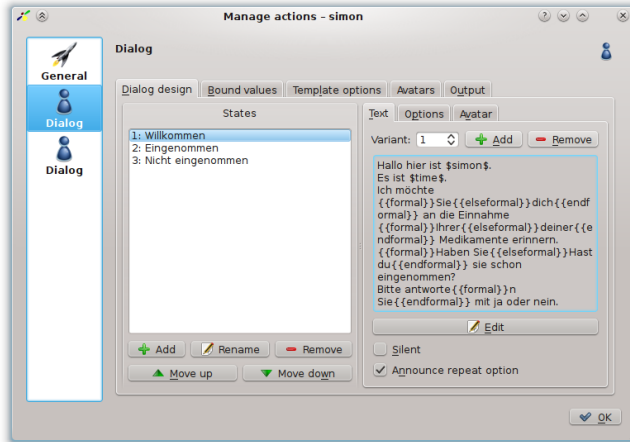 Manage actions – simon
General
Dialog
Dialog
Dialog
Dialog design
Bound values
Template options
Avatars
Output
States
1: Willkommen
2: Eingenommen
3: Nicht eingenommen
Add
Rename
Remove
Move up
Move down
Text
Options
Avatar
Variant: 1
Add
Remove
Hallo hier ist $simon$.
Es ist $time$.
Ich möchte
{{formal}}Sie{{elseformal}}dich{{endf
ormal}} an die Einnahme
{{formal}}Ihrer{{elseformal}}deiner{{e
ndformal}} Medikamente erinnern.
{{formal}}Haben Sie{{elseformal}}Hast
du{{endformal}} sie schon
eingenommen?
Bitte antworte{{formal}}n
Sie{{endformal}} mit ja oder nein.
Edit
Silent
Announce repeat option
OK